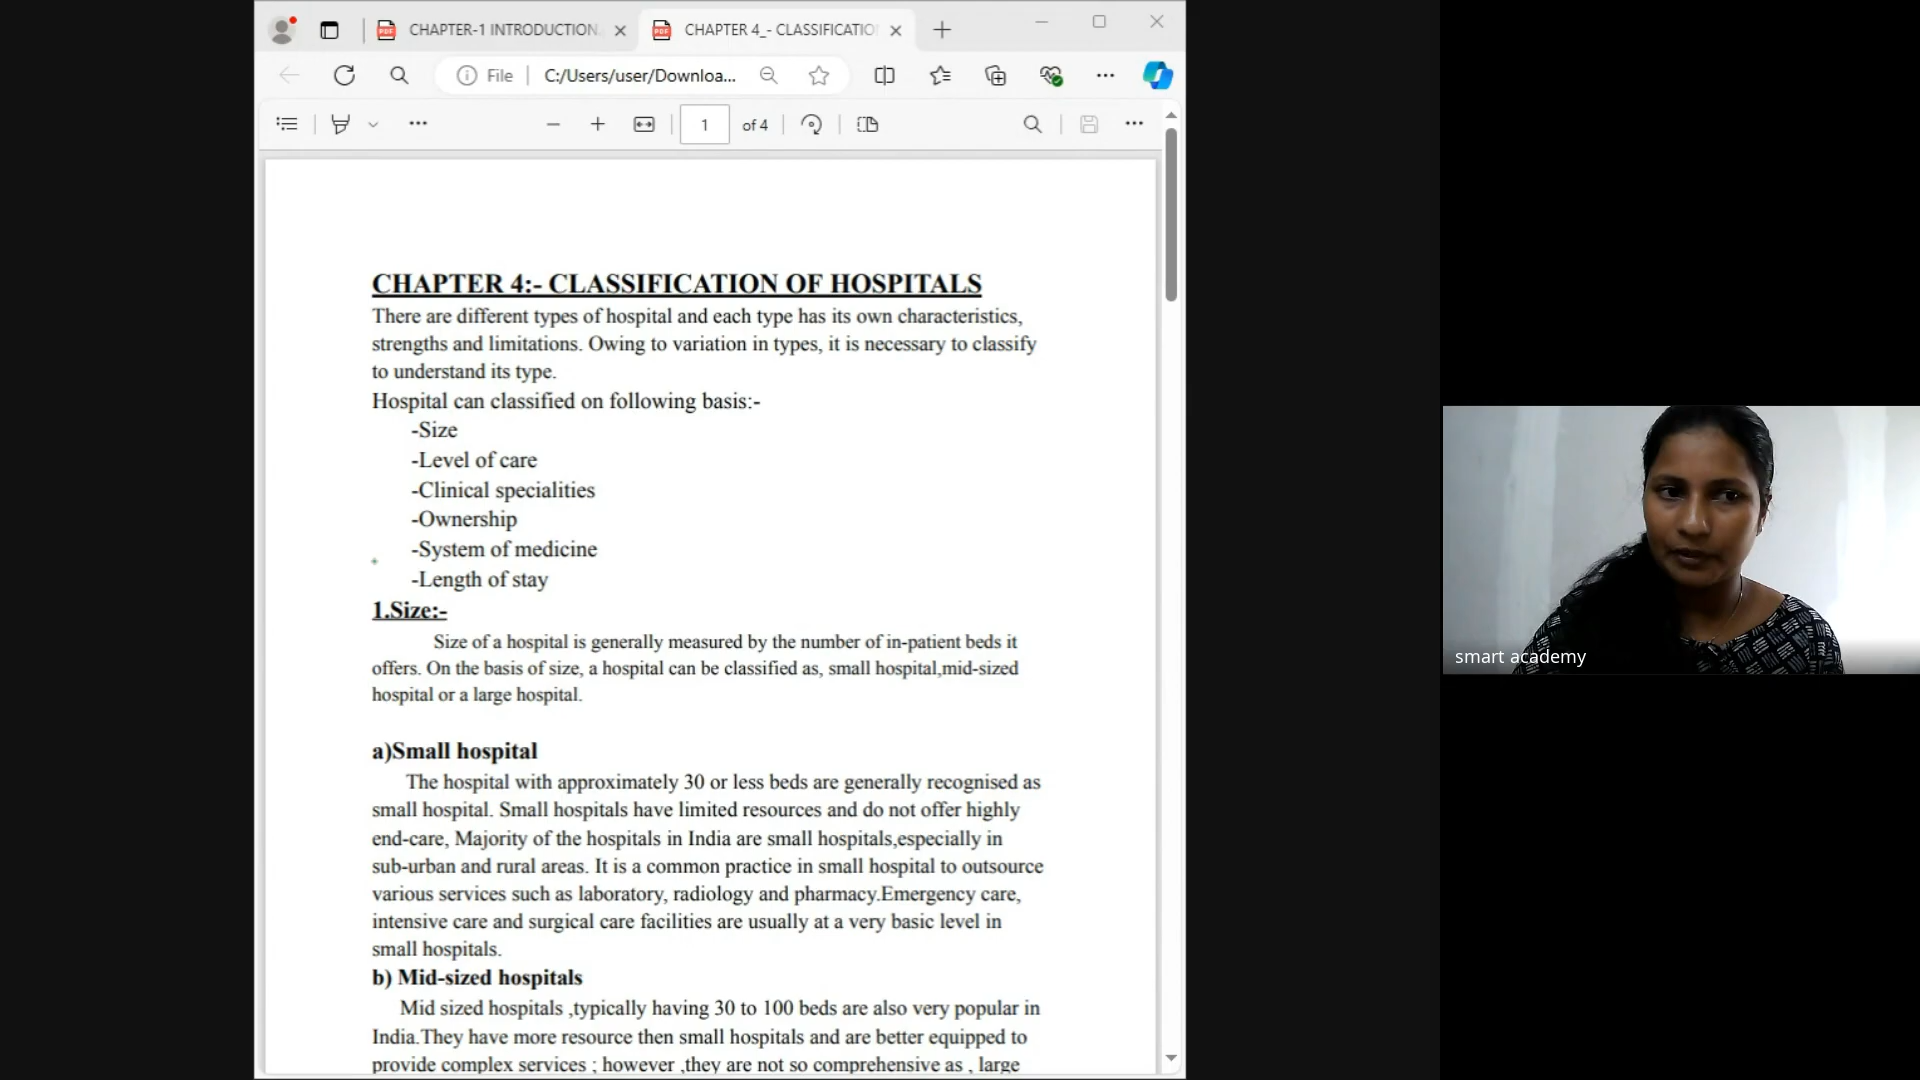 CHAPTER-1 INTRODUCTION.
CHAPTER 4_- CLASSIFICATIO
File
C:/Users/user/Downloa...
1
of 4
CHAPTER 4:- CLASSIFICATION OF HOSPITALS
There are different types of hospital and each type has its own characteristics,
strengths and limitations. Owing to variation in types, it is necessary to classify
to understand its type.
Hospital can classified on following basis:-
-Size
-Level of care
-Clinical specialities
-Ownership
-System of medicine
-Length of stay
1.Size:-
Size of a hospital is generally measured by the number of in-patient beds it
offers. On the basis of size, a hospital can be classified as, small hospital,mid-sized
hospital or a large hospital.
a)Small hospital
The hospital with approximately 30 or less beds are generally recognised as
small hospital. Small hospitals have limited resources and do not offer highly
end-care, Majority of the hospitals in India are small hospitals,especially in
sub-urban and rural areas. It is a common practice in small hospital to outsource
various services such as laboratory, radiology and pharmacy.Emergency care,
intensive care and surgical care facilities are usually at a very basic level in
small hospitals.
b) Mid-sized hospitals
Mid sized hospitals ,typically having 30 to 100 beds are also very popular in
India.They have more resource then small hospitals and are better equipped to
provide complex services ; however ,they are not so comprehensive as , large
smart academy